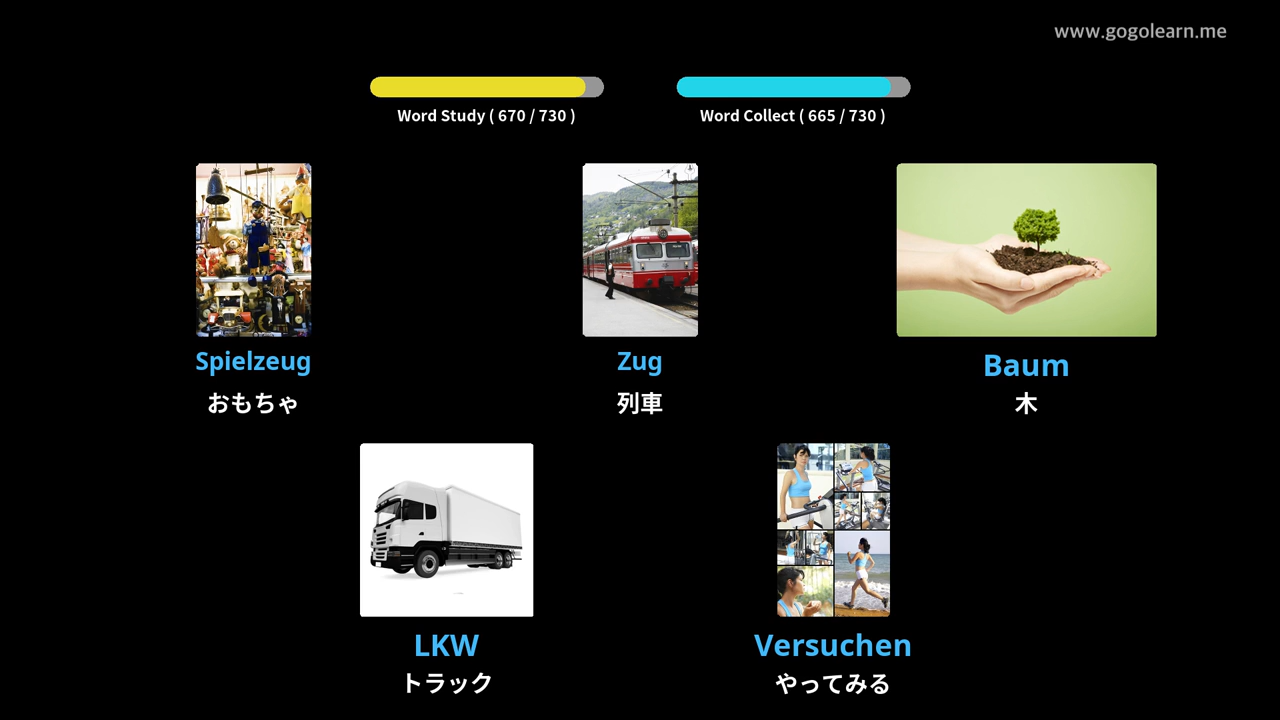 www.gogolearn.me
Word Study ( 670 / 730 )
Word Collect ( 665 / 730 )
Spielzeug
Zug
Baum
おもちゃ
列車
木
LKW
Versuchen
トラック
やってみる